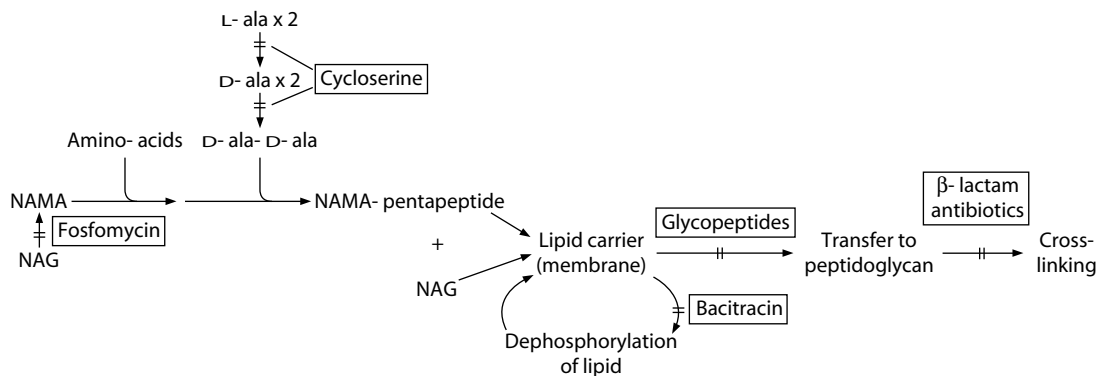 L- ala x 2
D- ala x 2
Cycloserine
Amino- acids
D- ala- D- ala
NAMA
NAMA- pentapeptide
Fosfomycin
NAG
+
NAG
Lipid carrier
(membrane)
Glycopeptides
Transfer to
peptidoglycan
β- lactam
antibiotics
Cross-
linking
Bacitracin
Dephosphorylation
of lipid